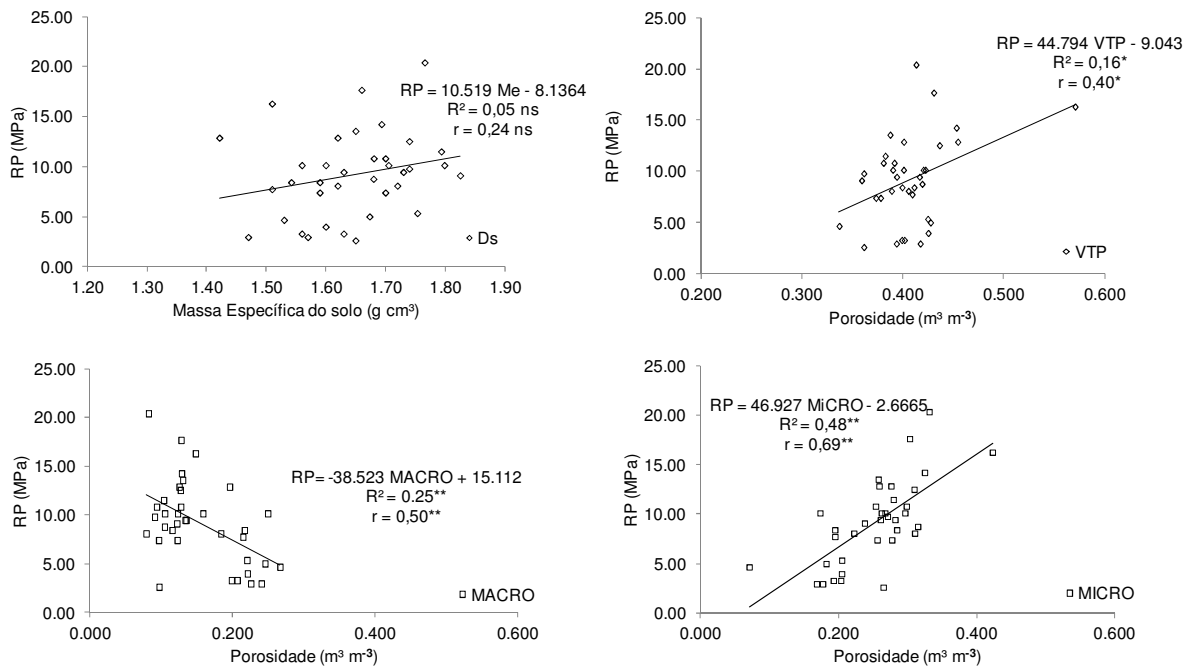 25.00
20.00
15.00
10.00
5.00
0.00
RP (MPa)
RP = 10.519 Me - 8.1364
R² = 0,05 ns
r = 0,24 ns
Ds
1.20 1.30 1.40 1.50 1.60 1.70 1.80 1.90
Massa Específica do solo (g cm³)
25.00
20.00
15.00
10.00
5.00
0.00
RP (MPa)
RP = 44.794 VTP - 9.043
R² = 0,16*
r = 0,40*
VTP
0.200 0.300 0.400 0.500 0.600
Porosidade (m³ m⁻³)
25.00
20.00
15.00
10.00
5.00
0.00
RP (MPa)
RP= -38.523 MACRO + 15.112
R² = 0.25**
r = 0,50**
MACRO
0.000 0.200 0.400 0.600
Porosidade (m³ m⁻³)
25.00
20.00
15.00
10.00
5.00
0.00
RP (MPa)
RP = 46.927 MiCRO - 2.6665
R² = 0,48**
r = 0,69**
MICRO
0.000 0.200 0.400 0.600
Porosidade (m³ m⁻³)